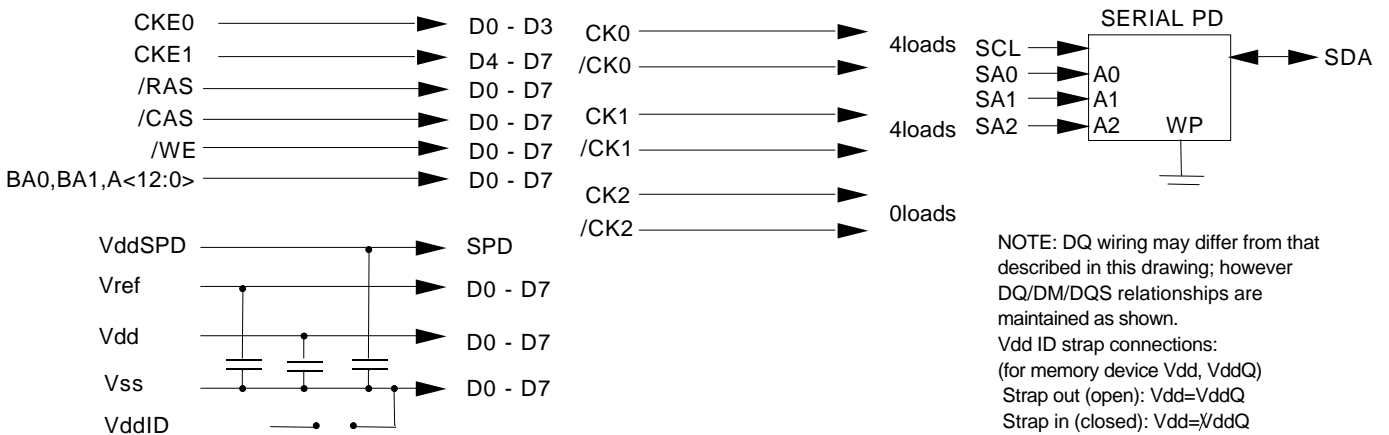 CKE0 D0 - D3
CKE1 D4 - D7
/RAS D0 - D7
/CAS D0 - D7
/WE D0 - D7
BA0,BA1,A<12:0> D0 - D7
VddSPD SPD
Vref D0 - D7
Vdd D0 - D7
Vss D0 - D7
VddID
CK0
/CK0
4loads
CK1
/CK1
4loads
CK2
/CK2
0loads
SERIAL PD
SCL
SDA
SA0 A0
SA1 A1
SA2 A2 WP
NOTE: DQ wiring may differ from that
described in this drawing; however
DQ/DM/DQS relationships are
maintained as shown.
Vdd ID strap connections:
(for memory device Vdd, VddQ)
Strap out (open): Vdd=VddQ
Strap in (closed): Vdd≠VddQ